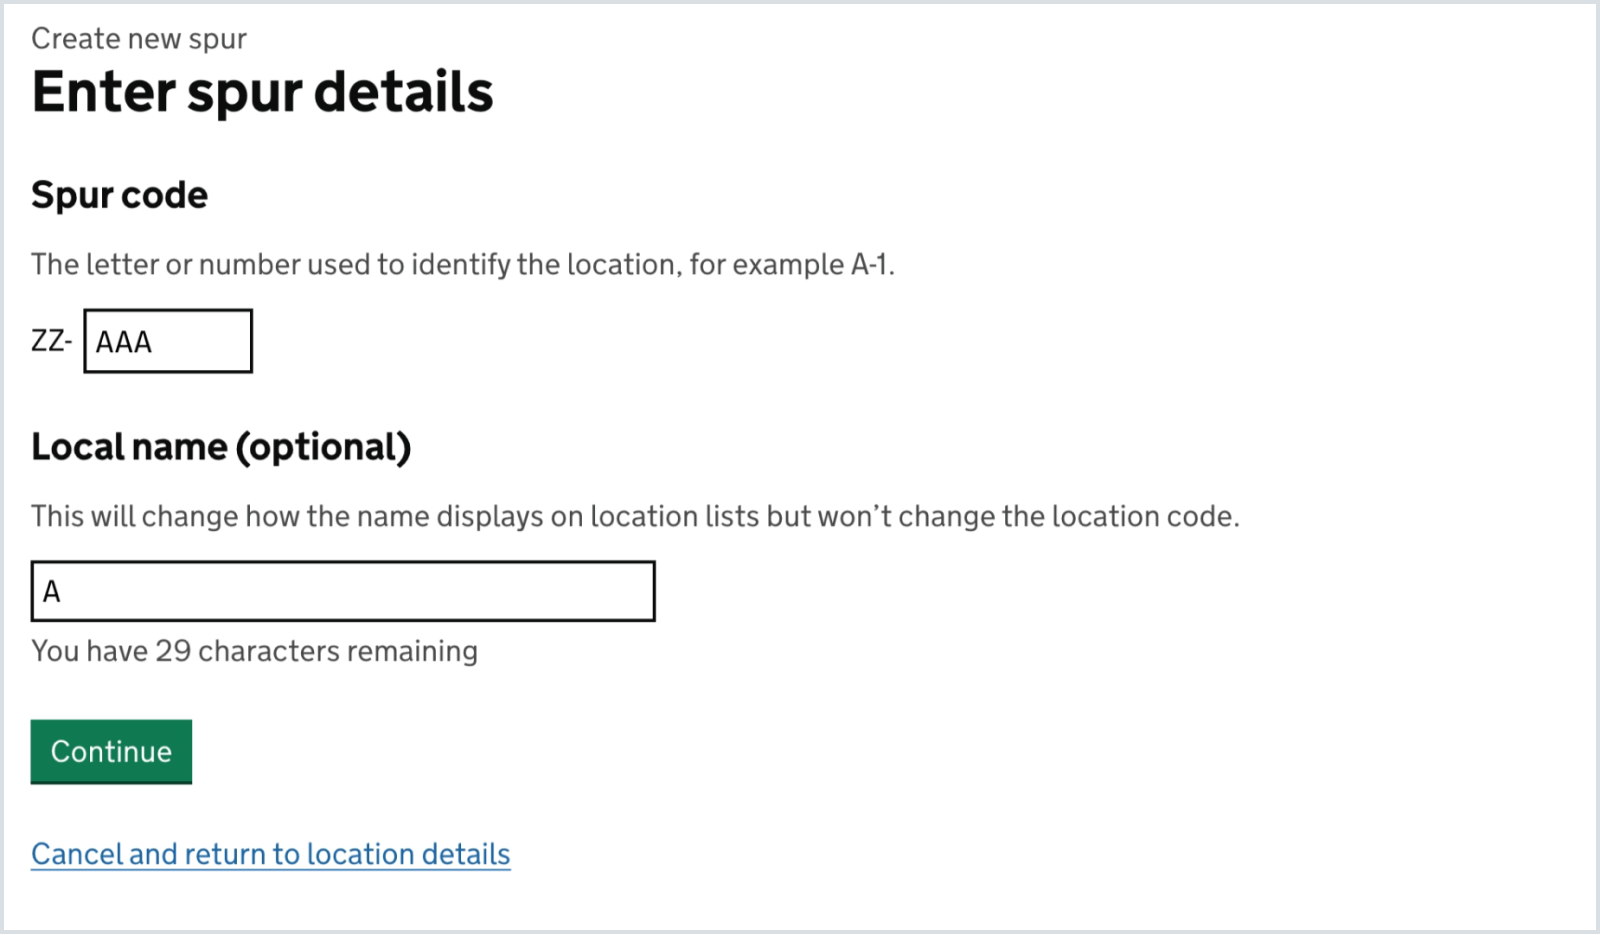 Create new spur
Enter spur details
Spur code
The letter or number used to identify the location, for example A-1.
ZZ- AAA
Local name (optional)
This will change how the name displays on location lists but won’t change the location code.
A
You have 29 characters remaining
Continue
Cancel and return to location details